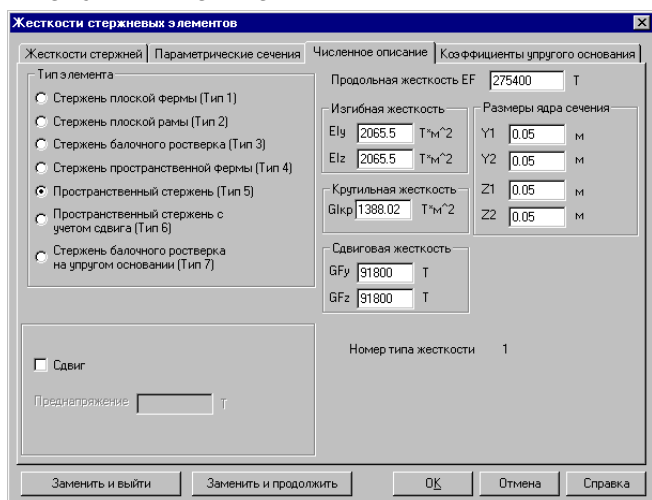 Жесткости стержневых элементов
Жесткости стержней Параметрические сечения Численное описание Коэффициенты упругого основания
Тип элемента
Стержень плоской фермы (Тип 1)
Стержень плоской рамы (Тип 2)
Стержень балочного ростверка (Тип 3)
Стержень пространственной фермы (Тип 4)
Пространственный стержень (Тип 5)
Пространственный стержень с
учетом сдвига (Тип 6)
Стержень балочного ростверка
на упругом основании (Тип 7)
Продольная жесткость EF 275400 Т
Изгибная жесткость
EIy 2065.5 Т*м^2
EIz 2065.5 Т*м^2
Крутильная жесткость
GIкр 1388.02 Т*м^2
Сдвиговая жесткость
GFy 91800 Т
GFz 91800 Т
Размеры ядра сечения
Y1 0.05 м
Y2 0.05 м
Z1 0.05 м
Z2 0.05 м
Сдвиг
Преднапряжение Т
Номер типа жесткости 1
Заменить и выйти Заменить и продолжить OK Отмена Справка